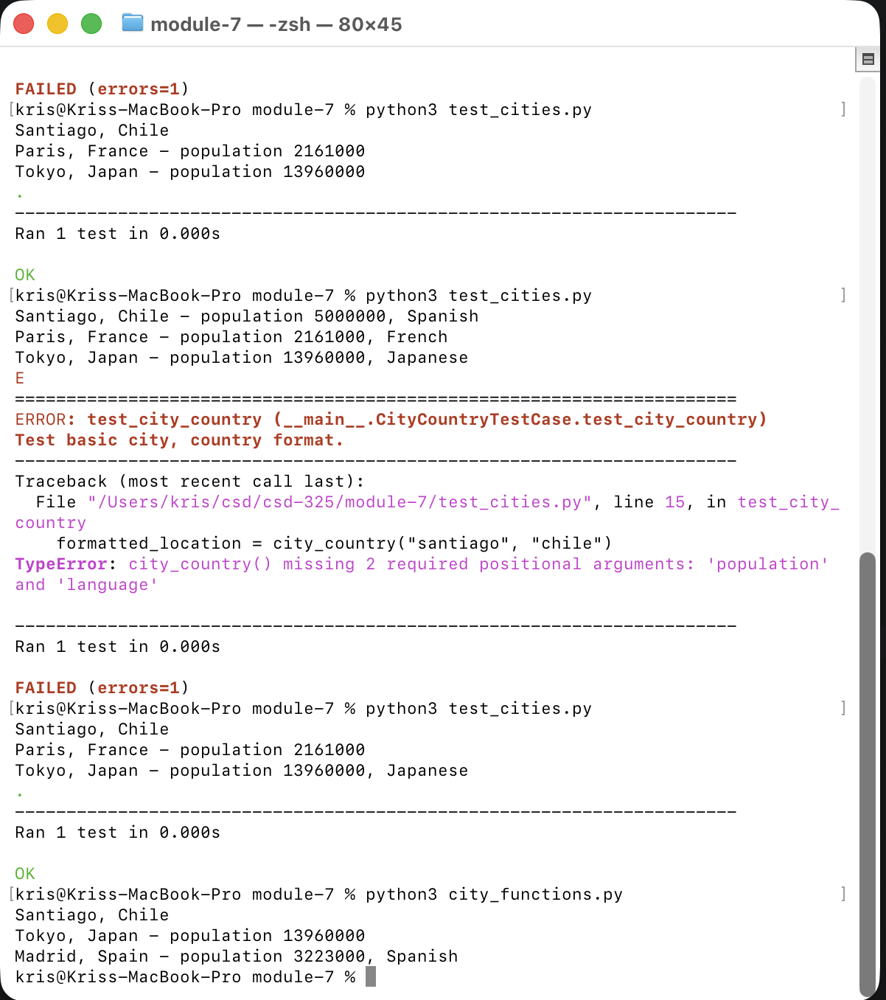 module-7 — -zsh — 80×45
FAILED (errors=1)
[kris@Kriss-MacBook-Pro module-7 % python3 test_cities.py ]
Santiago, Chile
Paris, France - population 2161000
Tokyo, Japan - population 13960000
.
----------------------------------------------------------------------
Ran 1 test in 0.000s
OK
[kris@Kriss-MacBook-Pro module-7 % python3 test_cities.py ]
Santiago, Chile - population 5000000, Spanish
Paris, France - population 2161000, French
Tokyo, Japan - population 13960000, Japanese
E
======================================================================
ERROR: test_city_country (__main__.CityCountryTestCase.test_city_country)
Test basic city, country format.
----------------------------------------------------------------------
Traceback (most recent call last):
  File "/Users/kris/csd/csd-325/module-7/test_cities.py", line 15, in test_city_
country
    formatted_location = city_country("santiago", "chile")
TypeError: city_country() missing 2 required positional arguments: 'population'
and 'language'
----------------------------------------------------------------------
Ran 1 test in 0.000s
FAILED (errors=1)
[kris@Kriss-MacBook-Pro module-7 % python3 test_cities.py ]
Santiago, Chile
Paris, France - population 2161000
Tokyo, Japan - population 13960000, Japanese
.
----------------------------------------------------------------------
Ran 1 test in 0.000s
OK
[kris@Kriss-MacBook-Pro module-7 % python3 city_functions.py ]
Santiago, Chile
Tokyo, Japan - population 13960000
Madrid, Spain - population 3223000, Spanish
kris@Kriss-MacBook-Pro module-7 %